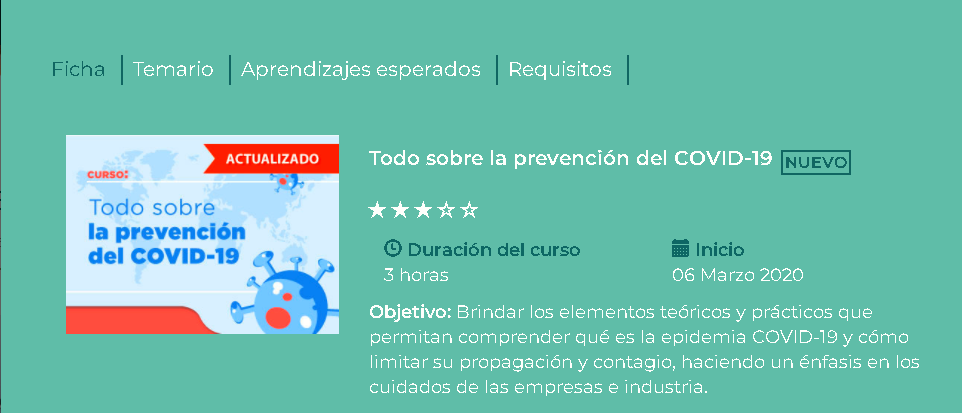 Ficha
Temario
Aprendizajes esperados
Requisitos
ACTUALIZADO
CURSO:
Todo sobre
la prevención
del COVID-19
Todo sobre la prevención del COVID-19 NUEVO
Duración del curso
3 horas
Inicio
06 Marzo 2020
Objetivo: Brindar los elementos teóricos y prácticos que
permitan comprender qué es la epidemia COVID-19 y cómo
limitar su propagación y contagio, haciendo un énfasis en los
cuidados de las empresas e industria.